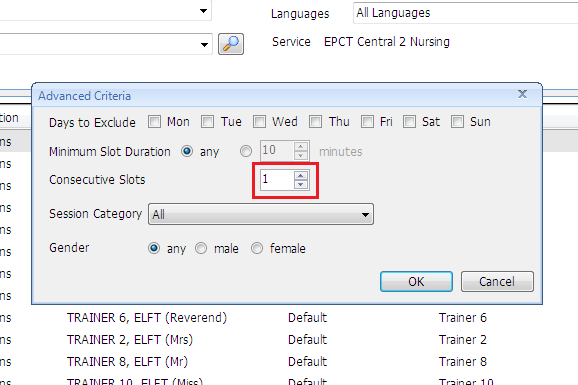 Languages All Languages
Service EPCT Central 2 Nursing
Advanced Criteria
tion
Days to Exclude Mon Tue Wed Thu Fri Sat Sun
ns
Minimum Slot Duration any 10 minutes
ns
Consecutive Slots 1
ns
ns
Session Category All
ns
Gender any male female
ns
ns
OK Cancel
ns
ns TRAINER 6, ELFT (Reverend) Default Trainer 6
ns TRAINER 2, ELFT (Mrs) Default Trainer 2
ns TRAINER 8, ELFT (Mr) Default Trainer 8
ns TRAINER 10, ELFT (Miss) Default Trainer 10